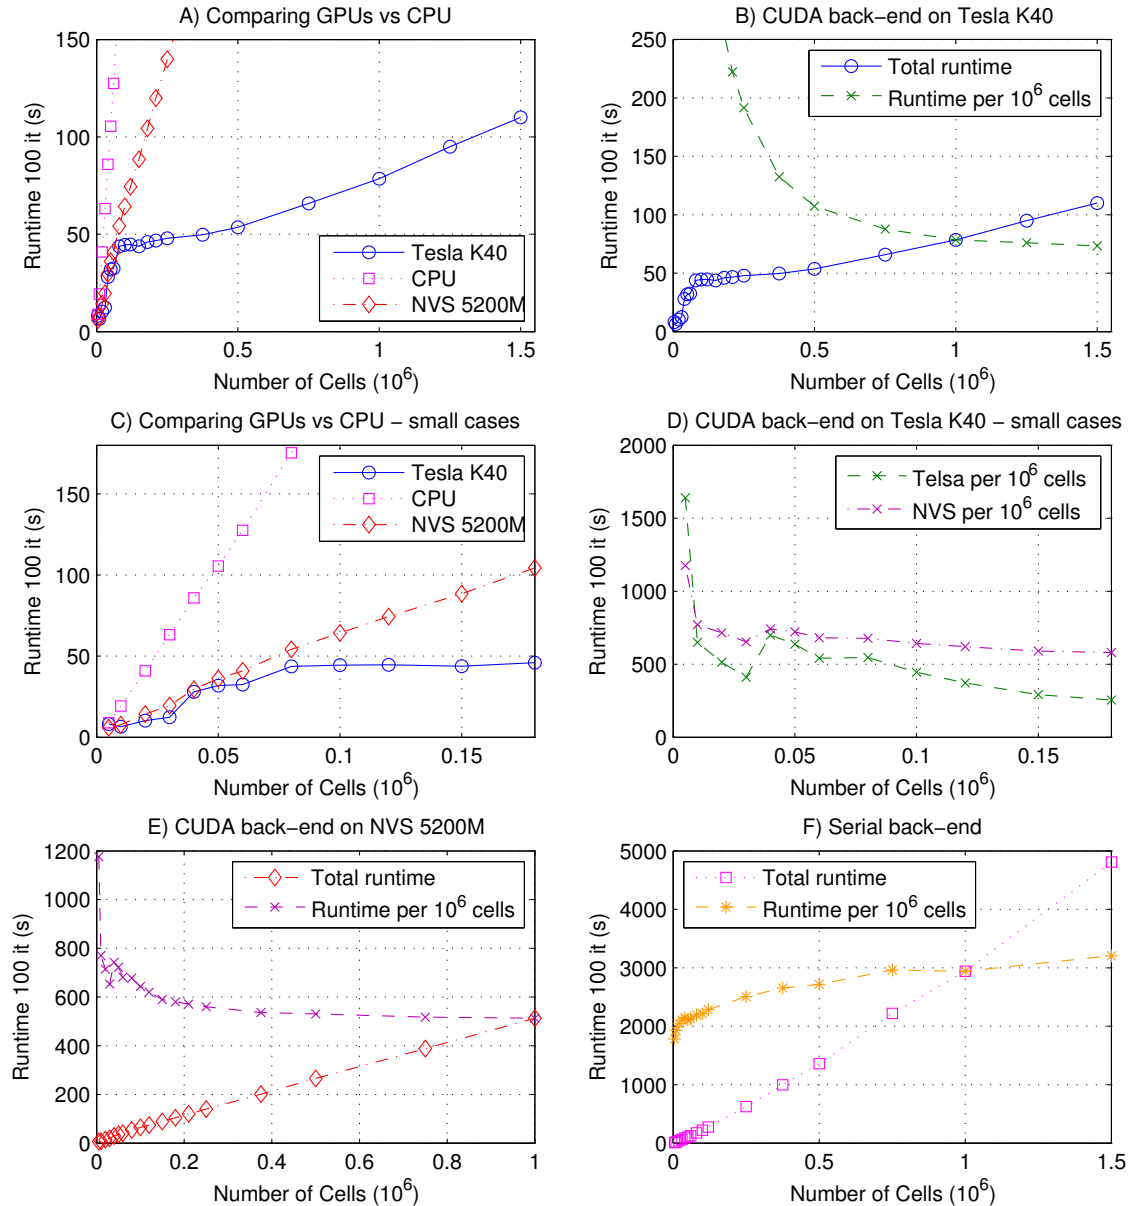 A) Comparing GPUs vs CPU
150
100
50
0
0 0.5 1 1.5
Runtime 100 it (s)
Number of Cells (10^6)
Tesla K40
CPU
NVS 5200M
B) CUDA back-end on Tesla K40
250
200
150
100
50
0
0 0.5 1 1.5
Runtime 100 it (s)
Number of Cells (10^6)
Total runtime
Runtime per 10^6 cells
C) Comparing GPUs vs CPU - small cases
150
100
50
0
0 0.05 0.1 0.15
Runtime 100 it (s)
Number of Cells (10^6)
Tesla K40
CPU
NVS 5200M
D) CUDA back-end on Tesla K40 - small cases
2000
1500
1000
500
0
0 0.05 0.1 0.15
Runtime 100 it (s)
Number of Cells (10^6)
Telsa per 10^6 cells
NVS per 10^6 cells
E) CUDA back-end on NVS 5200M
1200
1000
800
600
400
200
0
0 0.2 0.4 0.6 0.8 1
Runtime 100 it (s)
Number of Cells (10^6)
Total runtime
Runtime per 10^6 cells
F) Serial back-end
5000
4000
3000
2000
1000
0
0 0.5 1 1.5
Runtime 100 it (s)
Number of Cells (10^6)
Total runtime
Runtime per 10^6 cells